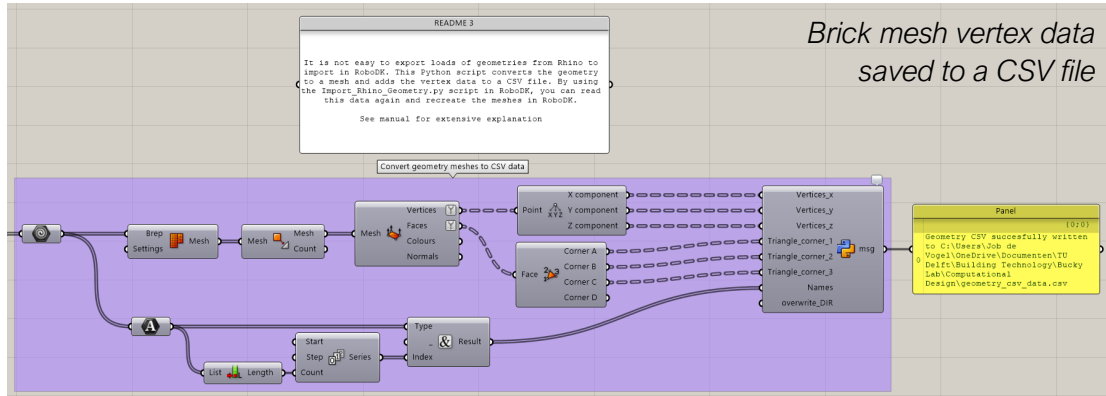 README 3
Brick mesh vertex data
saved to a CSV file
It is not easy to export loads of geometries from Rhino to
import in RoboDK. This Python script converts the geometry
to a mesh and adds the vertex data to a CSV file. By using
the Import_Rhino_Geometry.py script in RoboDK, you can read
this data again and recreate the meshes in RoboDK.
See manual for extensive explanation
Convert geometry meshes to CSV data
Brep
Settings
Mesh
Mesh
Mesh
Count
Mesh
Vertices
Faces
Colours
Normals
Point
XYZ
X component
Y component
Z component
Face
Corner A
Corner B
Corner C
Corner D
Vertices_x
Vertices_y
Vertices_z
Triangle_corner_1
Triangle_corner_2
Triangle_corner_3
Names
overwrite_DIR
msg
Panel
{0;0}
0
Geometry CSV succesfully written
to C:\Users\Job de
Vogel\OneDrive\Documenten\TU
Delft\Building Technology\Bucky
Lab\Computational
Design\geometry_csv_data.csv
A
List
Length
Start
Step
Count
Series
Type
_
Index
&
Result